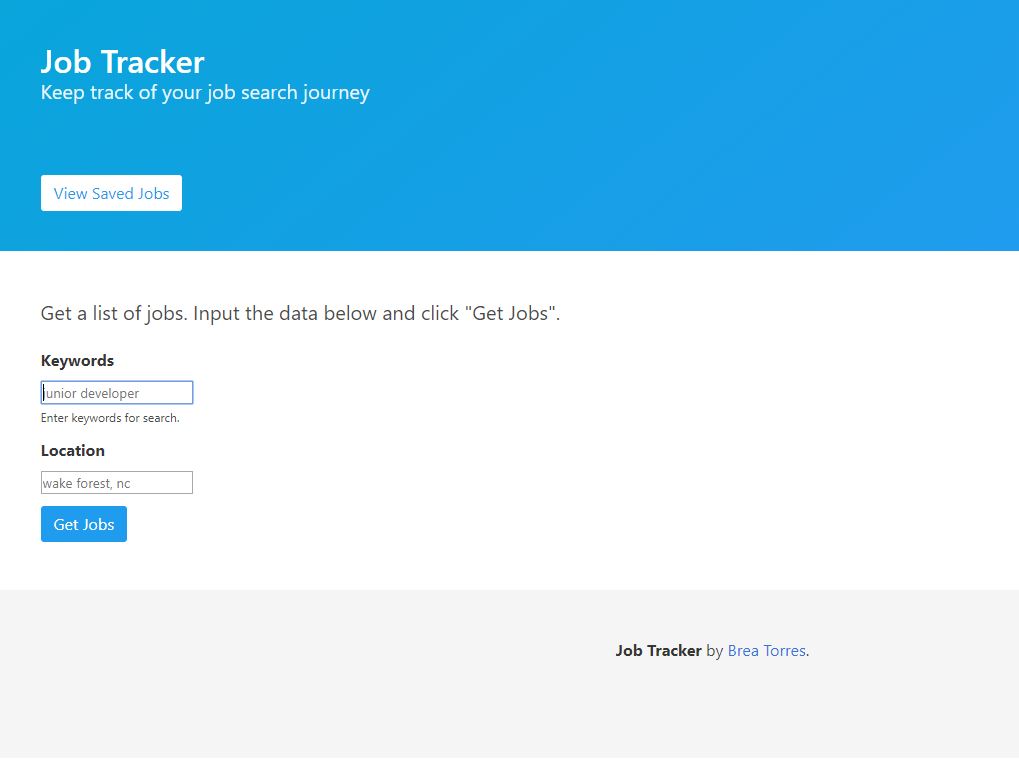 Job Tracker
Keep track of your job search journey
View Saved Jobs
Get a list of jobs. Input the data below and click "Get Jobs".
Keywords
junior developer
Enter keywords for search.
Location
wake forest, nc
Get Jobs
Job Tracker by Brea Torres.